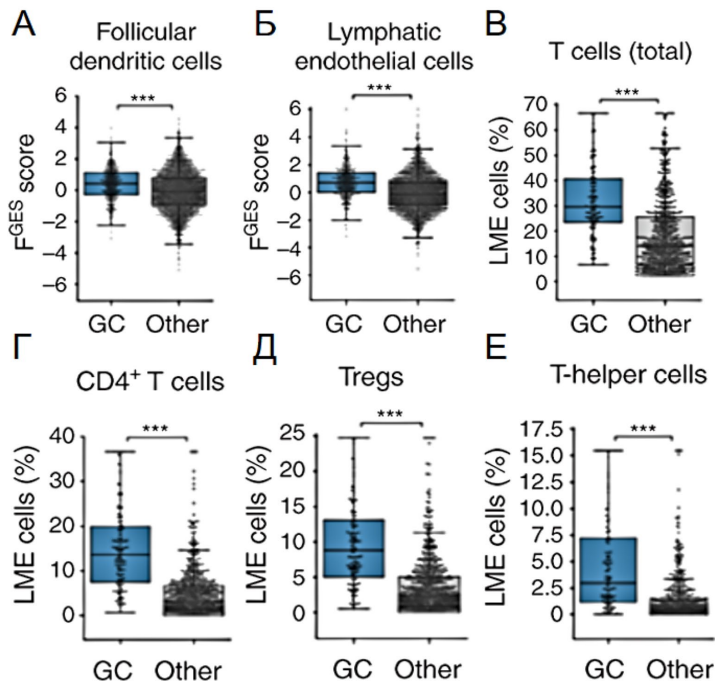 А
Follicular
dendritic cells
***
6
4
2
0
−2
−4
−6
F^GES score
GC Other
Б
Lymphatic
endothelial cells
***
6
4
2
0
−2
−4
−6
F^GES score
GC Other
В
T cells (total)
***
70
60
50
40
30
20
10
0
LME cells (%)
GC Other
Г
CD4⁺ T cells
***
40
30
20
10
0
LME cells (%)
GC Other
Д
Tregs
***
25
20
15
10
5
0
LME cells (%)
GC Other
Е
T-helper cells
***
17.5
15.0
12.5
10.0
7.5
5.0
2.5
0
LME cells (%)
GC Other